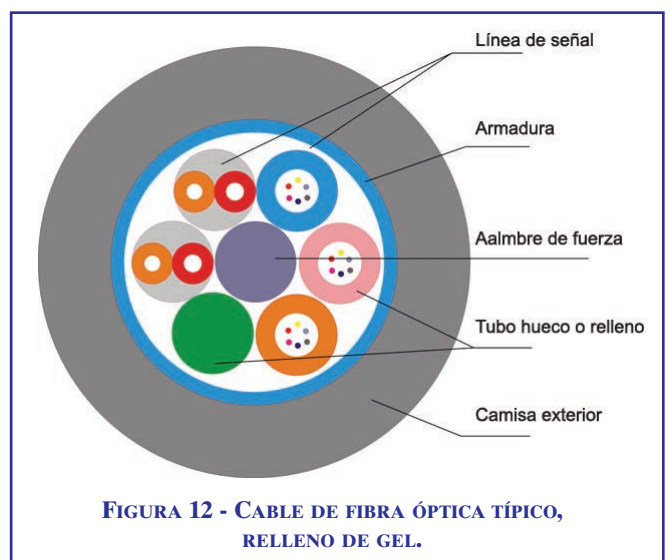 Línea de señal
Armadura
Aalmbre de fuerza
Tubo hueco o relleno
Camisa exterior
FIGURA 12 - CABLE DE FIBRA ÓPTICA TÍPICO,
RELLENO DE GEL.